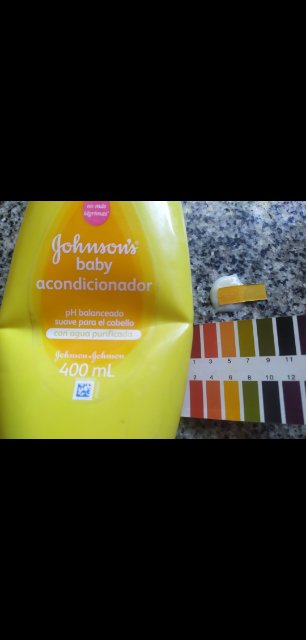 no más
lágrimas*
Johnson's®
baby
acondicionador
pH balanceado
suave para el cabello
con agua purificada
Johnson & Johnson
400 mL
1 3 5 7 9 11
2 4 6 8 10 12